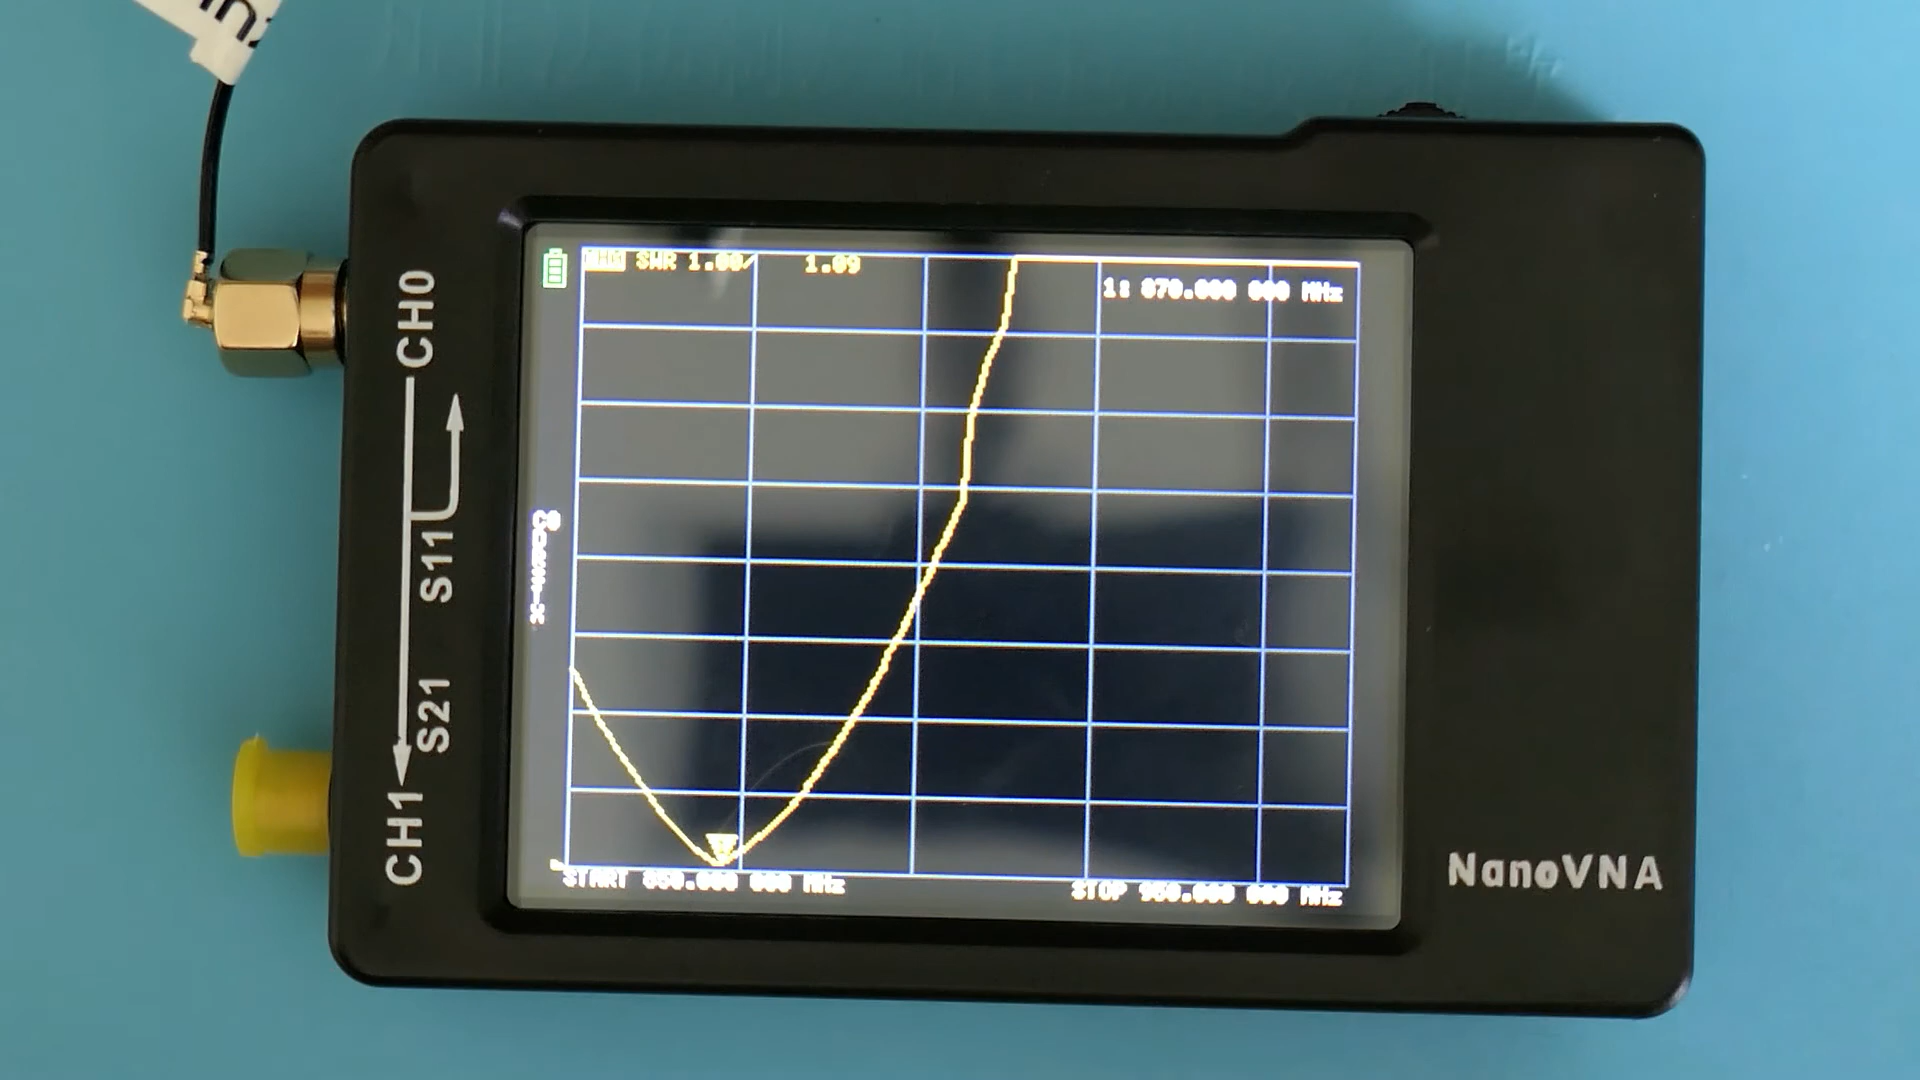 CH0 SWR 1.00/ 1.09
1: 870.000 000 MHz
START 850.000 000 MHz
STOP 950.000 000 MHz
CH0
S11
S21
CH1
NanoVNA